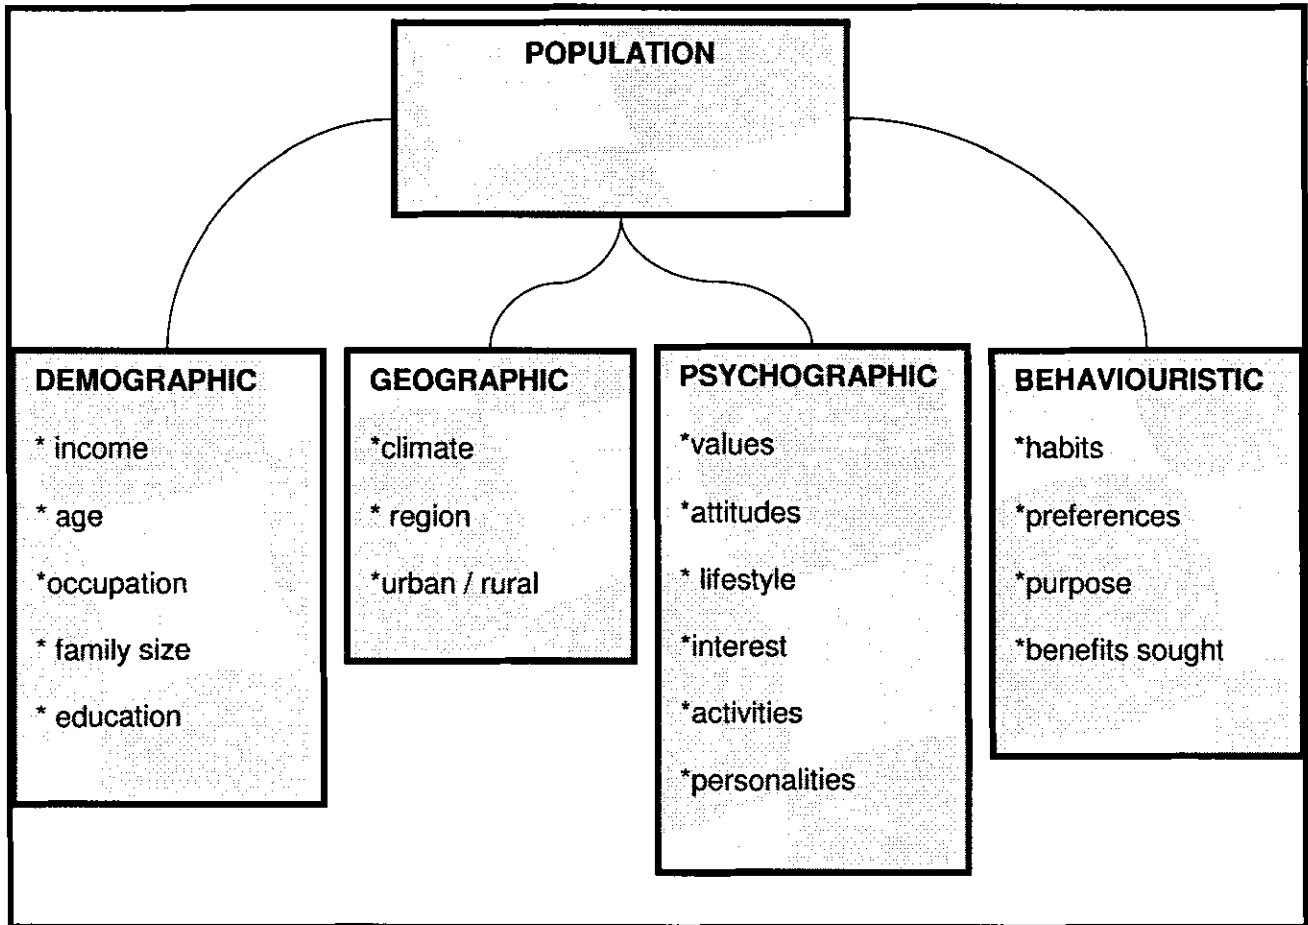 POPULATION
DEMOGRAPHIC
* income
* age
*occupation
* family size
* education
GEOGRAPHIC
*climate
* region
*urban / rural
PSYCHOGRAPHIC
*values
*attitudes
* lifestyle
*interest
*activities
*personalities
BEHAVIOURISTIC
*habits
*preferences
*purpose
*benefits sought